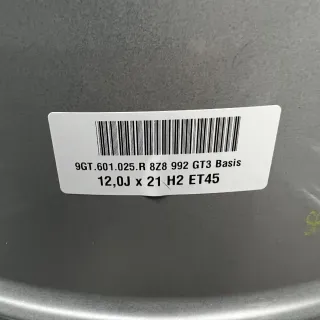 9GT.601.025.R 8Z8 992 GT3 Basis
12,0J x 21 H2 ET45